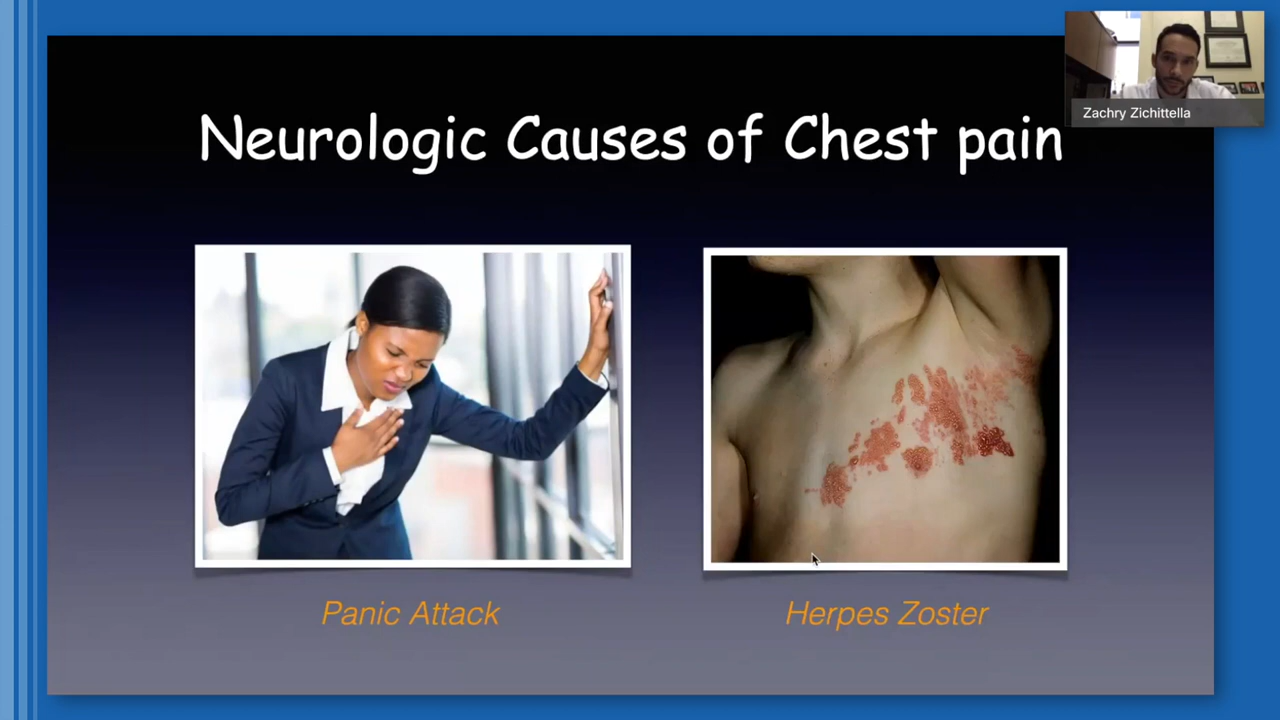 Neurologic Causes of Chest pain
Zachry Zichittella
Panic Attack
Herpes Zoster